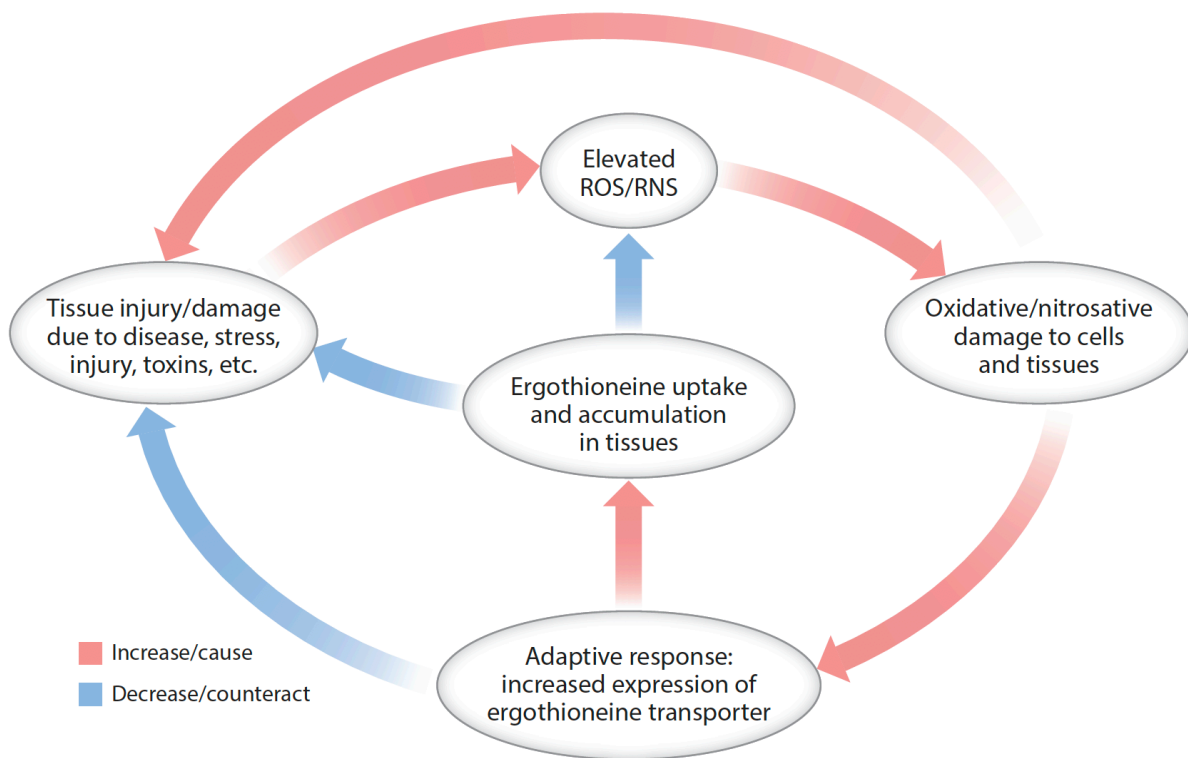 Elevated
ROS/RNS
Tissue injury/damage
due to disease, stress,
injury, toxins, etc.
Oxidative/nitrosative
damage to cells
and tissues
Ergothioneine uptake
and accumulation
in tissues
Adaptive response:
increased expression of
ergothioneine transporter
Increase/cause
Decrease/counteract